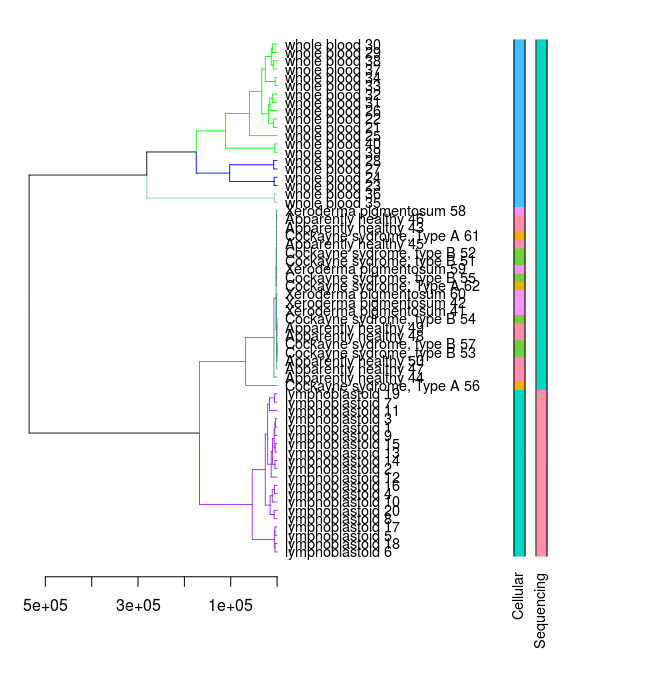 whole blood 30
whole blood 29
whole blood 38
whole blood 37
whole blood 34
whole blood 33
whole blood 32
whole blood 31
whole blood 26
whole blood 22
whole blood 21
whole blood 25
whole blood 40
whole blood 39
whole blood 28
whole blood 27
whole blood 24
whole blood 23
whole blood 36
whole blood 35
Xeroderma pigmentosum 58
Apparently healthy 46
Apparently healthy 43
Cockayne sydrome, Type A 61
Apparently healthy 45
Cockayne sydrome, type B 52
Cockayne sydrome, type B 51
Xeroderma pigmentosum 59
Cockayne sydrome, type B 55
Cockayne sydrome, Type A 62
Xeroderma pigmentosum 60
Xeroderma pigmentosum 42
Xeroderma pigmentosum 41
Cockayne sydrome, type B 54
Apparently healthy 49
Apparently healthy 48
Cockayne sydrome, type B 57
Cockayne sydrome, type B 53
Apparently healthy 50
Apparently healthy 47
Apparently healthy 44
Cockayne sydrome, Type A 56
lymphoblastoid 19
lymphoblastoid 7
lymphoblastoid 11
lymphoblastoid 3
lymphoblastoid 1
lymphoblastoid 9
lymphoblastoid 15
lymphoblastoid 13
lymphoblastoid 14
lymphoblastoid 2
lymphoblastoid 12
lymphoblastoid 16
lymphoblastoid 4
lymphoblastoid 10
lymphoblastoid 20
lymphoblastoid 8
lymphoblastoid 17
lymphoblastoid 5
lymphoblastoid 18
lymphoblastoid 6
5e+05 3e+05 1e+05
Cellular
Sequencing